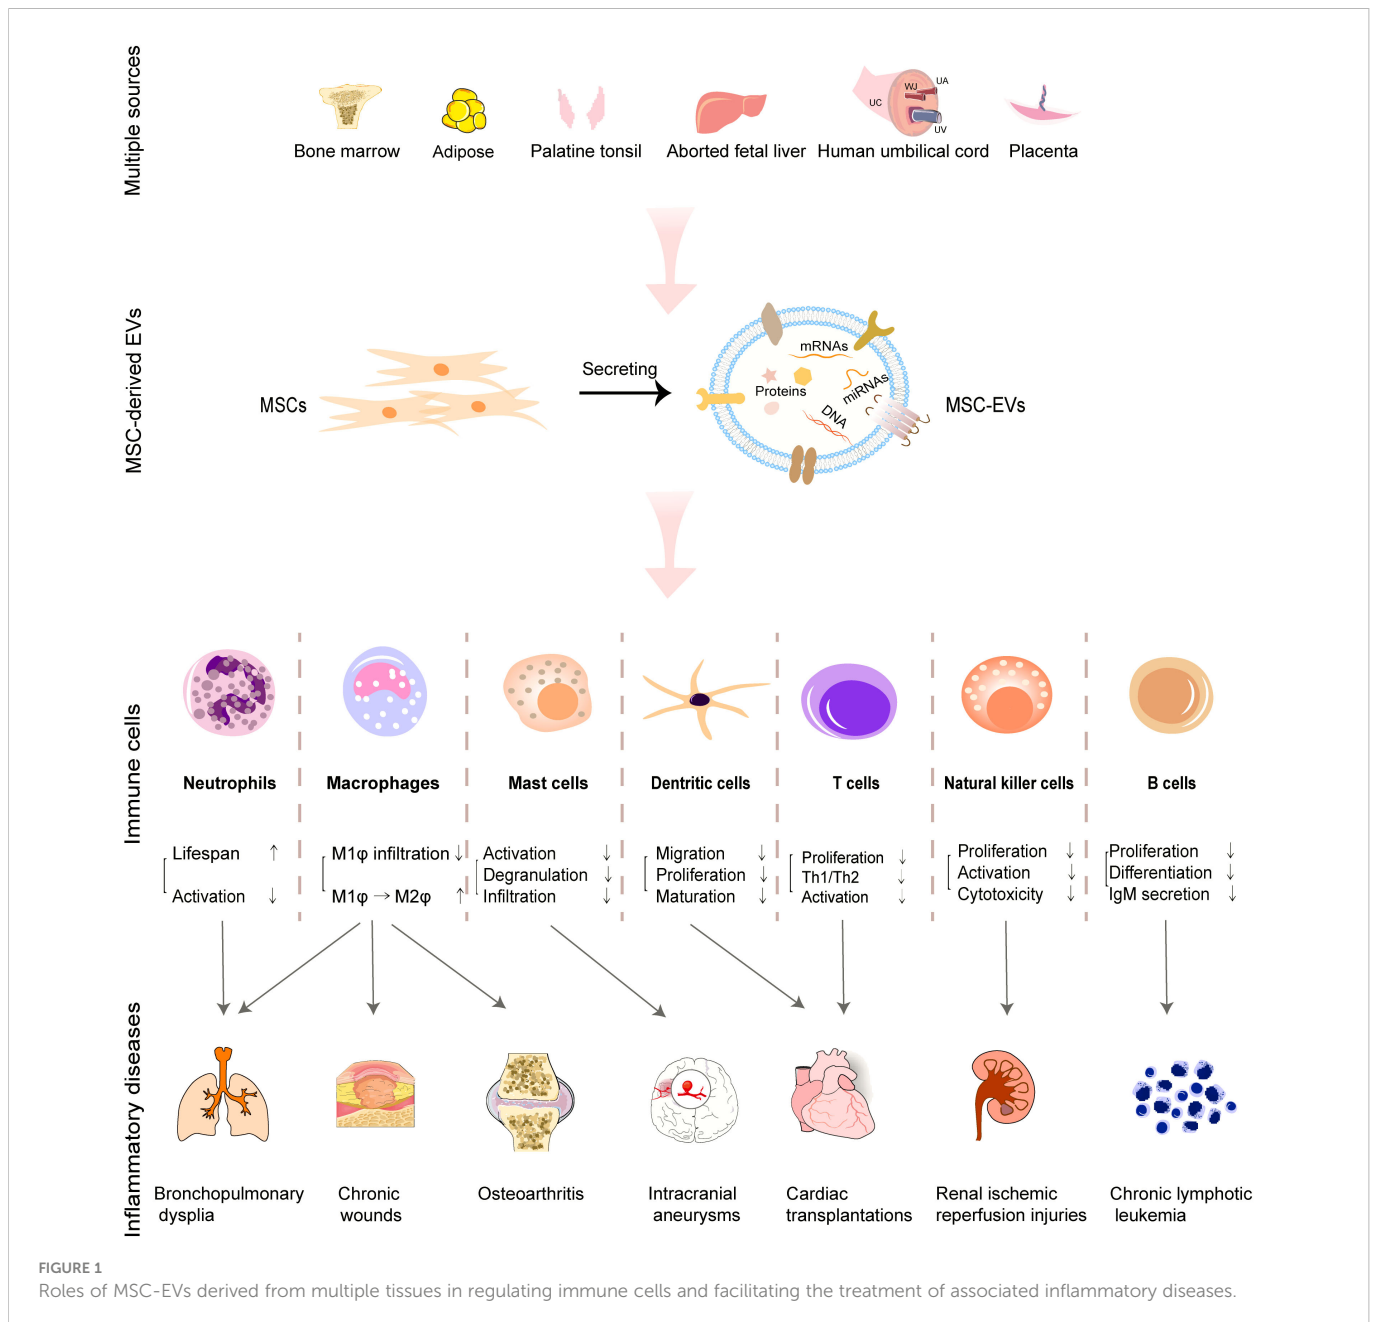 Multiple sources
Bone marrow
Adipose
Palatine tonsil
Aborted fetal liver
UC
WJ
UA
UV
Human umbilical cord
Placenta
MSC-derived EVs
MSCs
Secreting
mRNAs
Proteins
miRNAs
DNA
MSC-EVs
Immune cells
Neutrophils
Macrophages
Mast cells
Dentritic cells
T cells
Natural killer cells
B cells
Lifespan ↑
Activation ↓
M1φ infiltration ↓
M1φ → M2φ ↑
Activation ↓
Degranulation ↓
Infiltration ↓
Migration ↓
Proliferation ↓
Maturation ↓
Proliferation ↓
Th1/Th2 ↓
Activation ↓
Proliferation ↓
Activation ↓
Cytotoxicity ↓
Proliferation ↓
Differentiation ↓
IgM secretion ↓
Inflammatory diseases
Bronchopulmonary
dysplia
Chronic
wounds
Osteoarthritis
Intracranial
aneurysms
Cardiac
transplantations
Renal ischemic
reperfusion injuries
Chronic lymphotic
leukemia
FIGURE 1
Roles of MSC-EVs derived from multiple tissues in regulating immune cells and facilitating the treatment of associated inflammatory diseases.